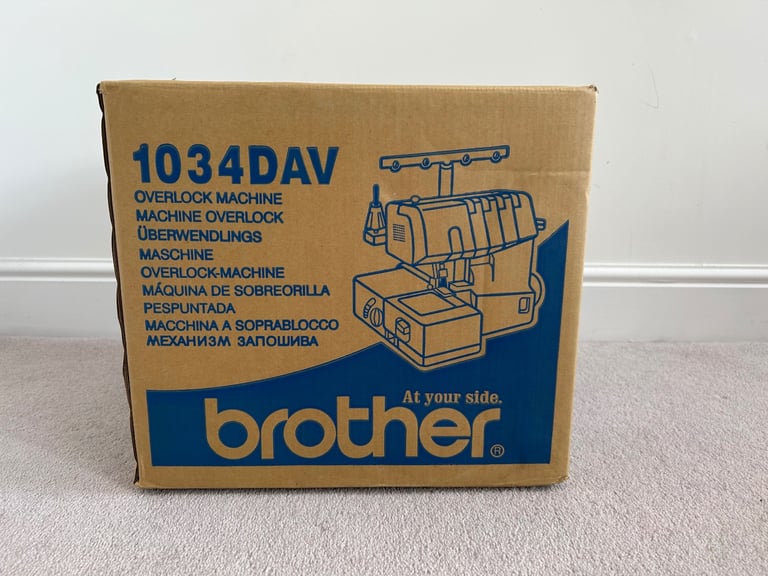 1034DAV
OVERLOCK MACHINE
MACHINE OVERLOCK
ÜBERWENDLINGS
MASCHINE
OVERLOCK-MACHINE
MÁQUINA DE SOBREORILLA
PESPUNTADA
MACCHINA A SOPRABLOCCO
МЕХАНИЗМ ЗАПОШИВА
At your side.
brother®